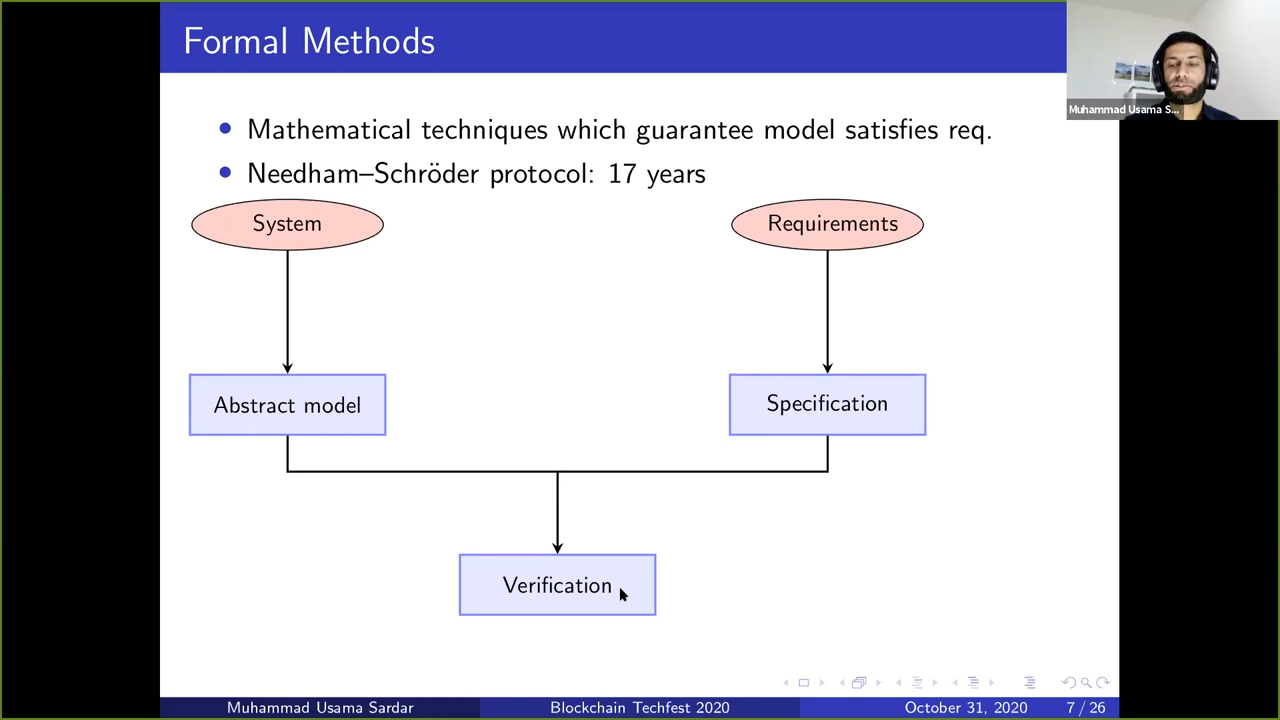 Formal Methods
Muhammad Usama S...
Mathematical techniques which guarantee model satisfies req.
Needham–Schröder protocol: 17 years
System
Requirements
Abstract model
Specification
Verification
Muhammad Usama Sardar
Blockchain Techfest 2020
October 31, 2020
7 / 26